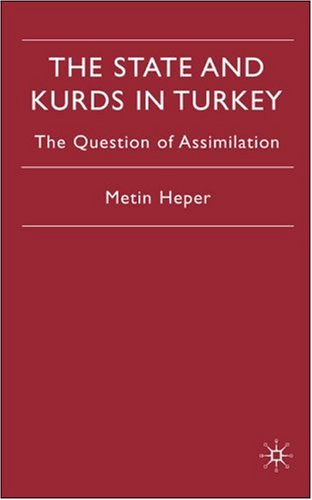 THE STATE AND
KURDS IN TURKEY
The Question of Assimilation
Metin Heper